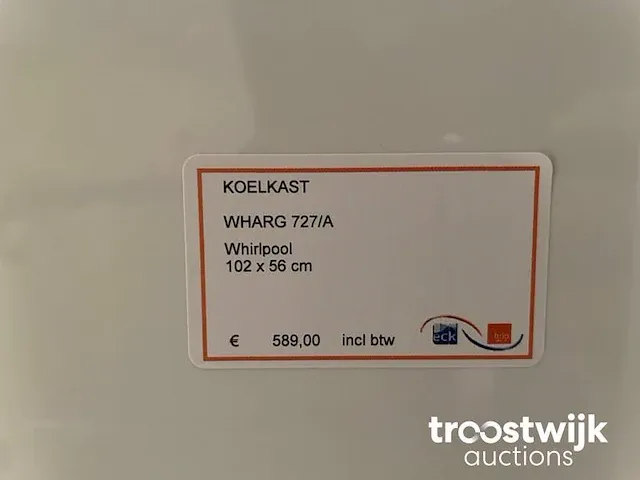 KOELKAST
WHARG 727/A
Whirlpool
102 x 56 cm
€ 589,00 incl btw
eck
troostwijk
auctions